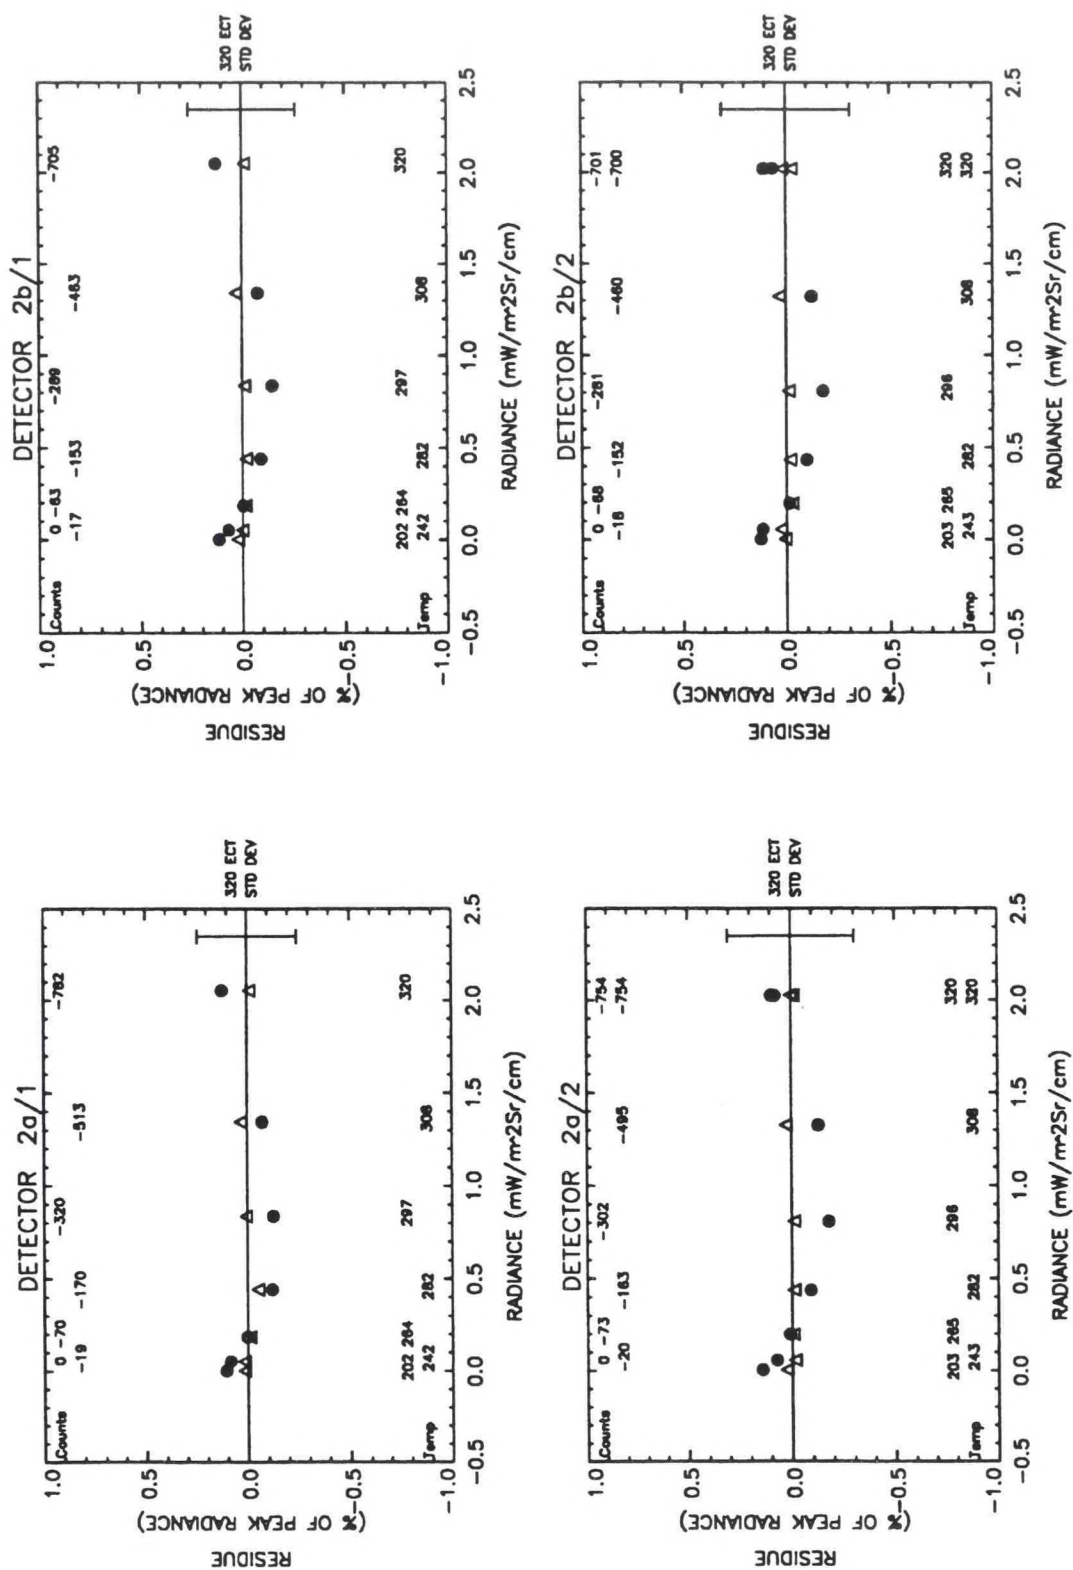 DETECTOR 2a/1
1.0
Counts 0 -70 -320 -782
-19 -170 -513
0.5
0.0
-0.5
-1.0
RESIDUE
(% OF PEAK RADIANCE)
320 ECT
STD DEV
202 264 297 320
Temp 242 282 308
-0.5 0.0 0.5 1.0 1.5 2.0 2.5
RADIANCE (mW/m^2Sr/cm)
DETECTOR 2b/1
1.0
Counts 0 -63 -289 -705
-17 -153 -463
0.5
0.0
-0.5
-1.0
RESIDUE
(% OF PEAK RADIANCE)
320 ECT
STD DEV
202 264 297 320
Temp 242 282 308
-0.5 0.0 0.5 1.0 1.5 2.0 2.5
RADIANCE (mW/m^2Sr/cm)
DETECTOR 2a/2
1.0
Counts 0 -73 -302 -754
-20 -163 -495 -754
0.5
0.0
-0.5
-1.0
RESIDUE
(% OF PEAK RADIANCE)
320 ECT
STD DEV
203 265 296 320
Temp 243 282 308 320
-0.5 0.0 0.5 1.0 1.5 2.0 2.5
RADIANCE (mW/m^2Sr/cm)
DETECTOR 2b/2
1.0
Counts 0 -68 -281 -701
-18 -152 -460 -700
0.5
0.0
-0.5
-1.0
RESIDUE
(% OF PEAK RADIANCE)
320 ECT
STD DEV
203 265 296 320
Temp 243 282 308 320
-0.5 0.0 0.5 1.0 1.5 2.0 2.5
RADIANCE (mW/m^2Sr/cm)